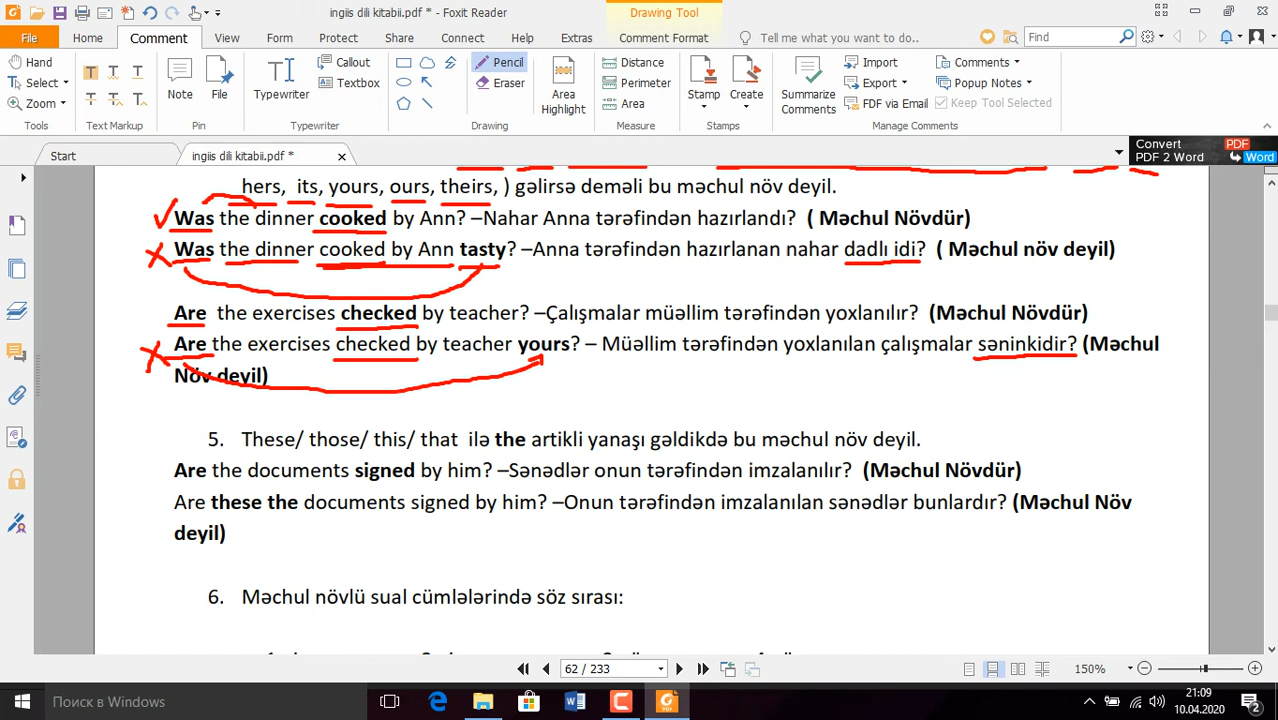 ingiis dili kitabii.pdf * - Foxit Reader
Drawing Tool
File Home Comment View Form Protect Share Connect Help Extras Comment Format Tell me what you want to do... Find
Hand
Select
Zoom
Tools
Text Markup
Note
File
Pin
Typewriter
Callout
Textbox
Typewriter
Pencil
Eraser
Area Highlight
Drawing
Distance
Perimeter
Area
Measure
Stamp
Create
Stamps
Summarize Comments
Import
Export
FDF via Email
Comments
Popup Notes
Keep Tool Selected
Manage Comments
Start
ingiis dili kitabii.pdf *
Convert PDF
PDF 2 Word Word
hers, its, yours, ours, theirs, ) gəlirsə deməli bu məchul növ deyil.
Was the dinner cooked by Ann? –Nahar Anna tərəfindən hazırlandı? ( Məchul Növdür)
Was the dinner cooked by Ann tasty? –Anna tərəfindən hazırlanan nahar dadlı idi? ( Məchul növ deyil)
Are the exercises checked by teacher? –Çalışmalar müəllim tərəfindən yoxlanılır? (Məchul Növdür)
Are the exercises checked by teacher yours? – Müəllim tərəfindən yoxlanılan çalışmalar səninkidir? (Məchul
Növ deyil)
5. These/ those/ this/ that ilə the artikli yanaşı gəldikdə bu məchul növ deyil.
Are the documents signed by him? –Sənədlər onun tərəfindən imzalanılır? (Məchul Növdür)
Are these the documents signed by him? –Onun tərəfindən imzalanılan sənədlər bunlardır? (Məchul Növ
deyil)
6. Məchul növlü sual cümlələrində söz sırası:
62 / 233
150%
Поиск в Windows
21:09
10.04.2020
2